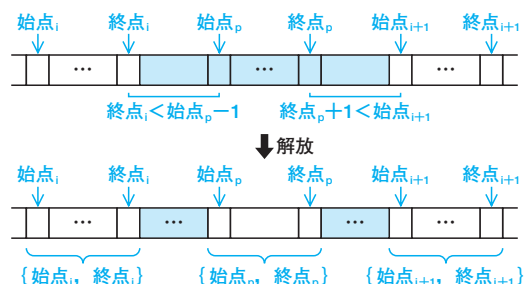 始点i 終点i 始点p 終点p 始点i+1 終点i+1
… … …
終点i<始点p−1 終点p+1<始点i+1
解放
始点i 終点i 始点p 終点p 始点i+1 終点i+1
… … … …
{始点i, 終点i} {始点p, 終点p} {始点i+1, 終点i+1}